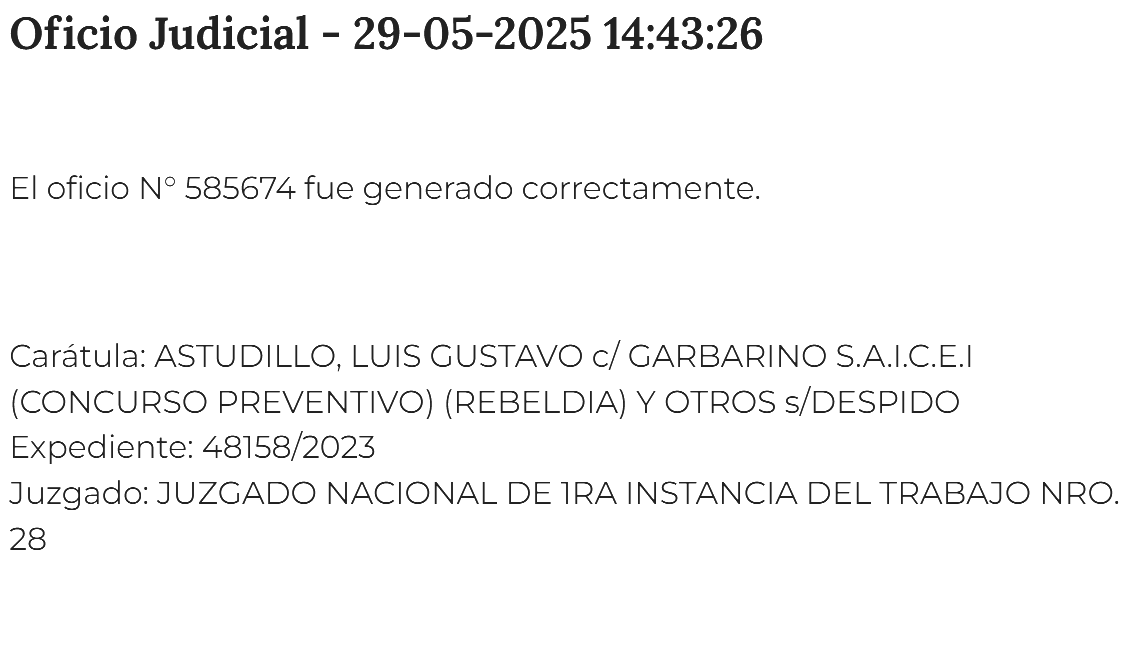 Oficio Judicial - 29-05-2025 14:43:26
El oficio N° 585674 fue generado correctamente.
Carátula: ASTUDILLO, LUIS GUSTAVO c/ GARBARINO S.A.I.C.E.I
(CONCURSO PREVENTIVO) (REBELDIA) Y OTROS s/DESPIDO
Expediente: 48158/2023
Juzgado: JUZGADO NACIONAL DE 1RA INSTANCIA DEL TRABAJO NRO.
28